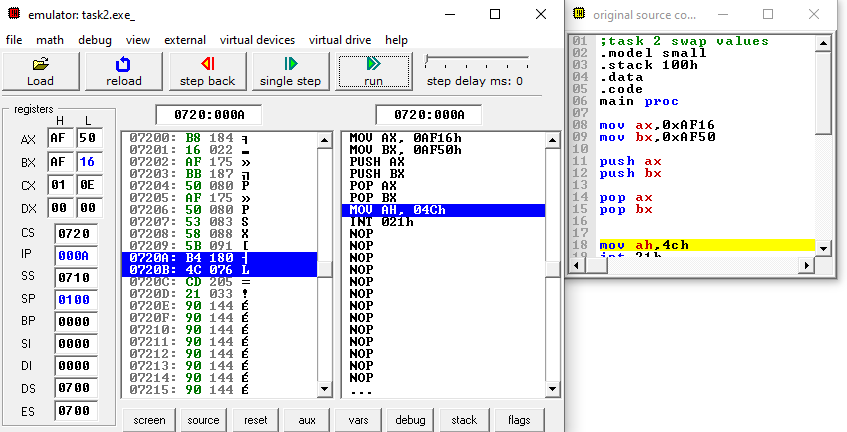 emulator: task2.exe_
file math debug view external virtual devices virtual drive help
Load reload step back single step run step delay ms: 0
registers
H L
AX AF 50
BX AF 16
CX 01 0E
DX 00 00
CS 0720
IP 000A
SS 0710
SP 0100
BP 0000
SI 0000
DI 0000
DS 0700
ES 0700
0720:000A
07200: B8 184 ╕
07201: 16 022 ▬
07202: AF 175 »
07203: BB 187 ╗
07204: 50 080 P
07205: AF 175 »
07206: 50 080 P
07207: 53 083 S
07208: 58 088 X
07209: 5B 091 [
0720A: B4 180 ┤
0720B: 4C 076 L
0720C: CD 205 =
0720D: 21 033 !
0720E: 90 144 É
0720F: 90 144 É
07210: 90 144 É
07211: 90 144 É
07212: 90 144 É
07213: 90 144 É
07214: 90 144 É
07215: 90 144 É
0720:000A
MOV AX, 0AF16h
MOV BX, 0AF50h
PUSH AX
PUSH BX
POP AX
POP BX
MOV AH, 04Ch
INT 021h
NOP
NOP
NOP
NOP
NOP
NOP
NOP
NOP
NOP
NOP
NOP
NOP
NOP
...
screen source reset aux vars debug stack flags
original source co...
01 ;task 2 swap values
02 .model small
03 .stack 100h
04 .data
05 .code
06 main proc
07
08 mov ax,0xAF16
09 mov bx,0xAF50
10
11 push ax
12 push bx
13
14 pop ax
15 pop bx
16
17
18 mov ah,4ch
19 int 21h